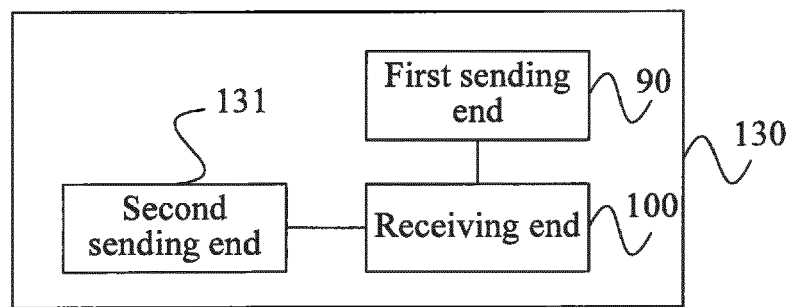 First sending
end
90
131
130
Second
sending end
Receiving end
100